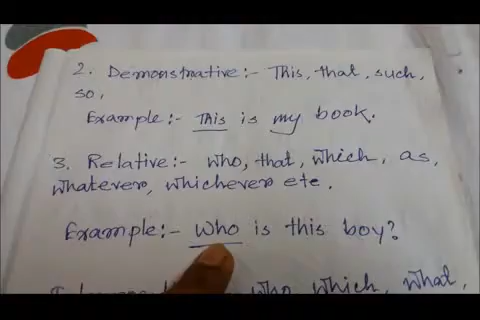 2. Demonstrative:- This, that, such,
so,
Example:- This is my book.
3. Relative:- who, that, which, as,
whatever, whichever etc.
Example:- Who is this boy?
who, which, what,